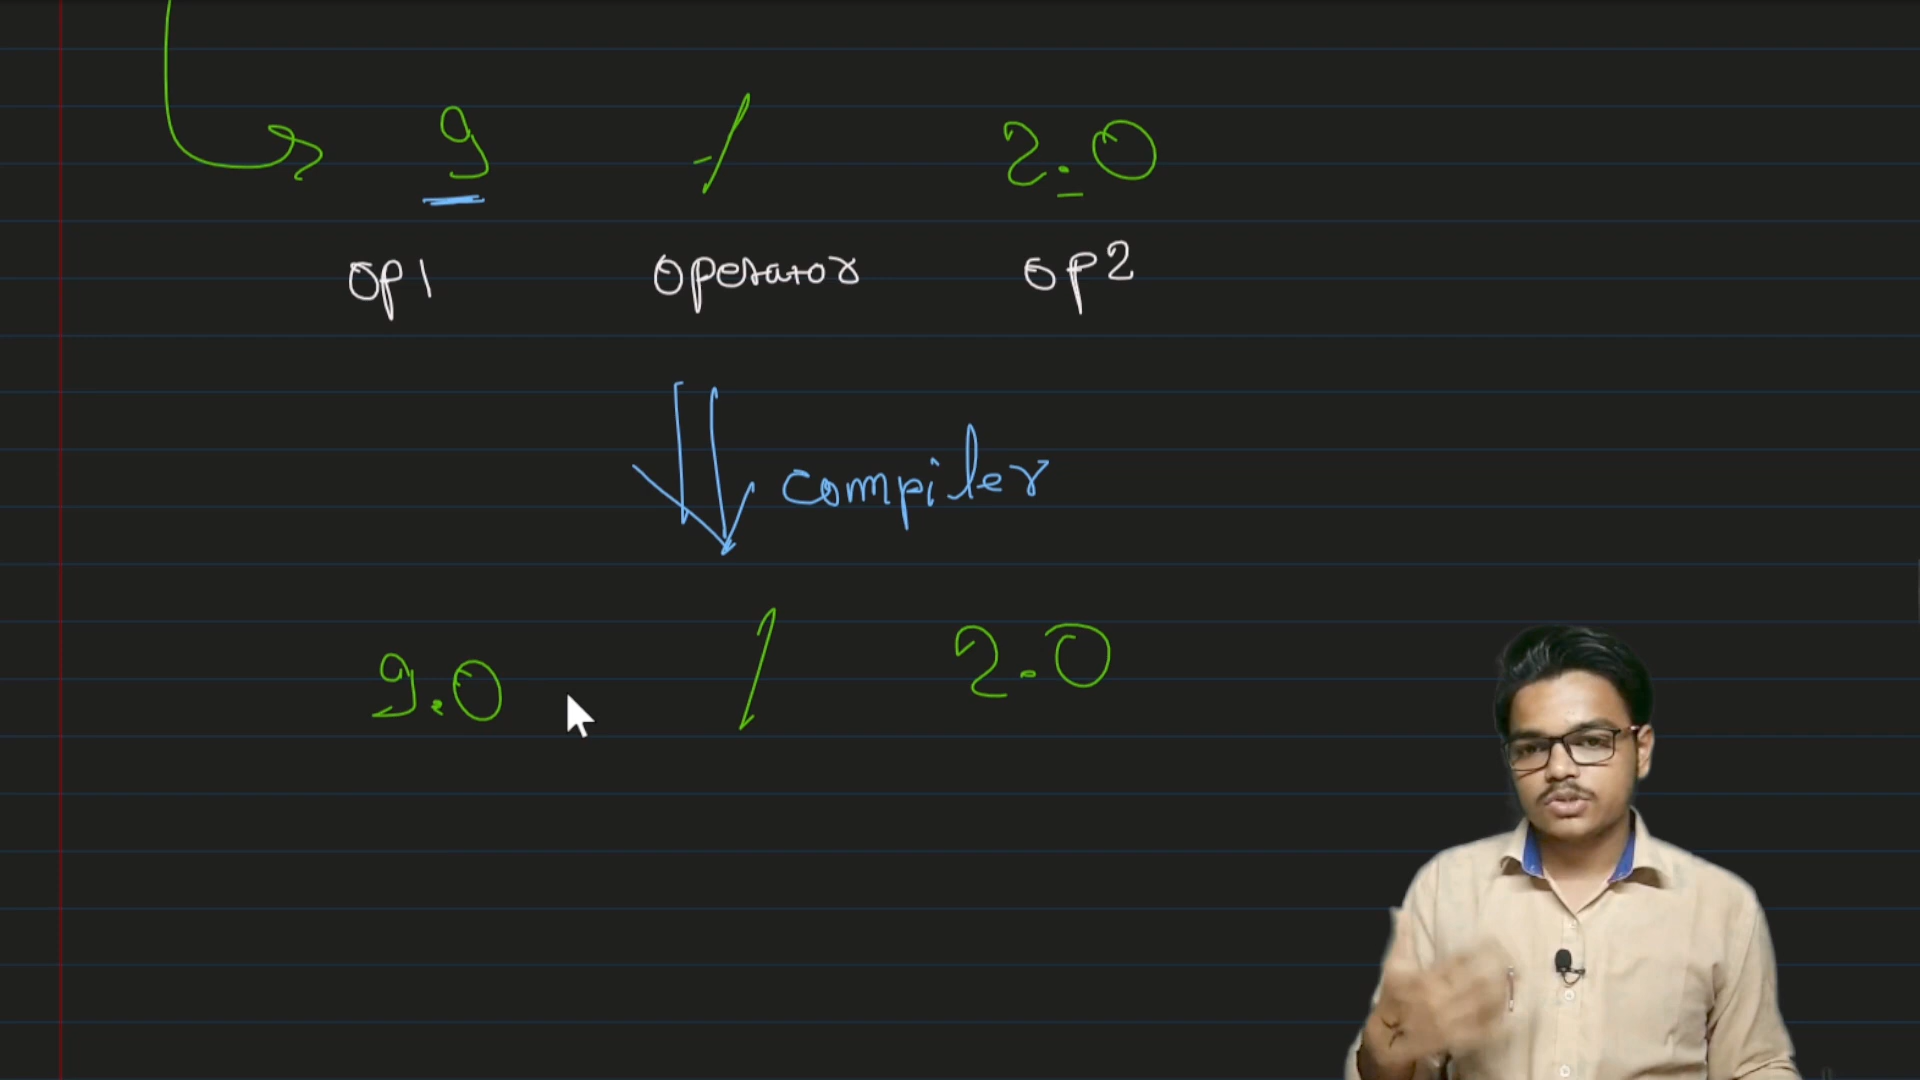 9 / 2.0
op1 operator op2
compiler
9.0 / 2.0